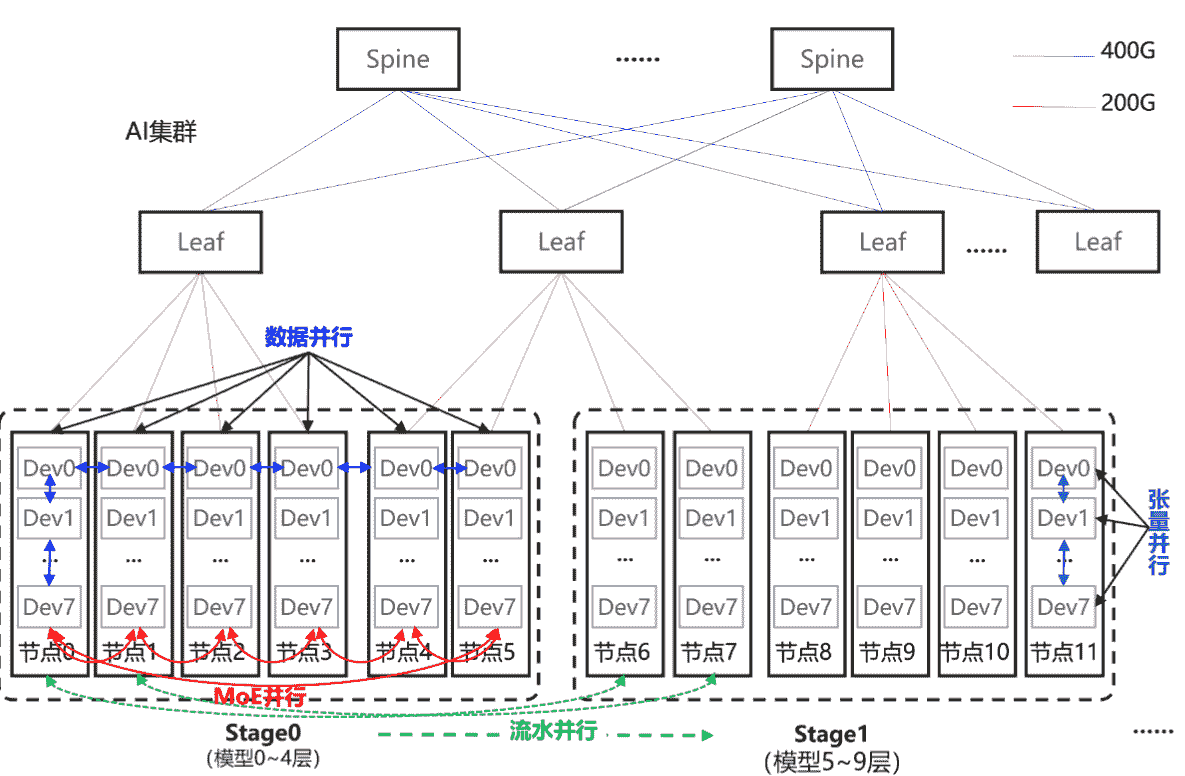 Spine
......
Spine
400G
200G
AI集群
Leaf
Leaf
Leaf
......
Leaf
数据并行
Dev0 Dev0 Dev0 Dev0 Dev0 Dev0 Dev0 Dev0 Dev0 Dev0 Dev0 Dev0
Dev1 Dev1 Dev1 Dev1 Dev1 Dev1 Dev1 Dev1 Dev1 Dev1 Dev1 Dev1
... ... ... ... ... ... ... ... ... ... ... ...
Dev7 Dev7 Dev7 Dev7 Dev7 Dev7 Dev7 Dev7 Dev7 Dev7 Dev7 Dev7
节点0 节点1 节点2 节点3 节点4 节点5 节点6 节点7 节点8 节点9 节点10 节点11
张量并行
MoE并行
流水并行
Stage0
(模型0~4层)
Stage1
(模型5~9层)
......